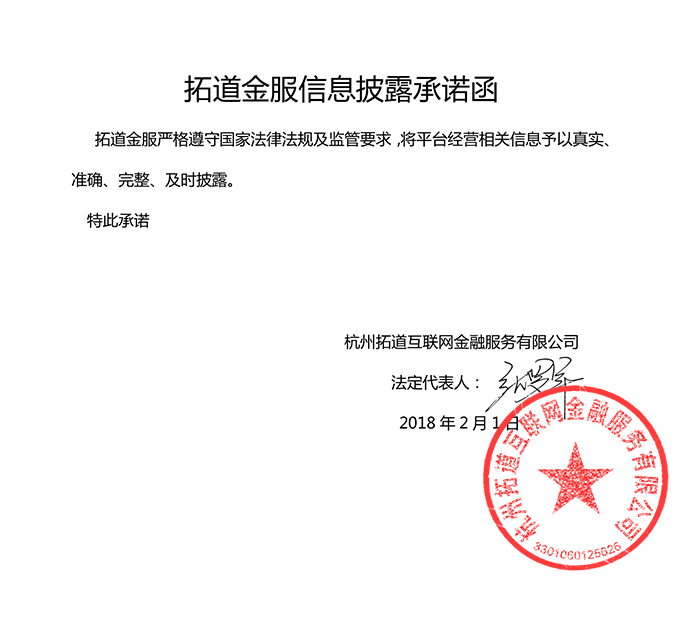 拓道金服信息披露承诺函
拓道金服严格遵守国家法律法规及监管要求,将平台经营相关信息予以真实、
准确、完整、及时披露。
特此承诺
杭州拓道互联网金融服务有限公司
法定代表人：
2018 年 2 月 1 日
杭州拓道互联网金融服务有限公司
3301060125626